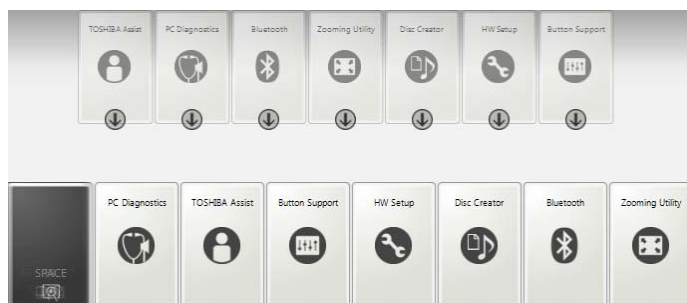 TOSHIBA Assist
PC Diagnostics
Bluetooth
Zooming Utility
Disc Creator
HW Setup
Button Support
PC Diagnostics
TOSHIBA Assist
Button Support
HW Setup
Disc Creator
Bluetooth
Zooming Utility
SPACE